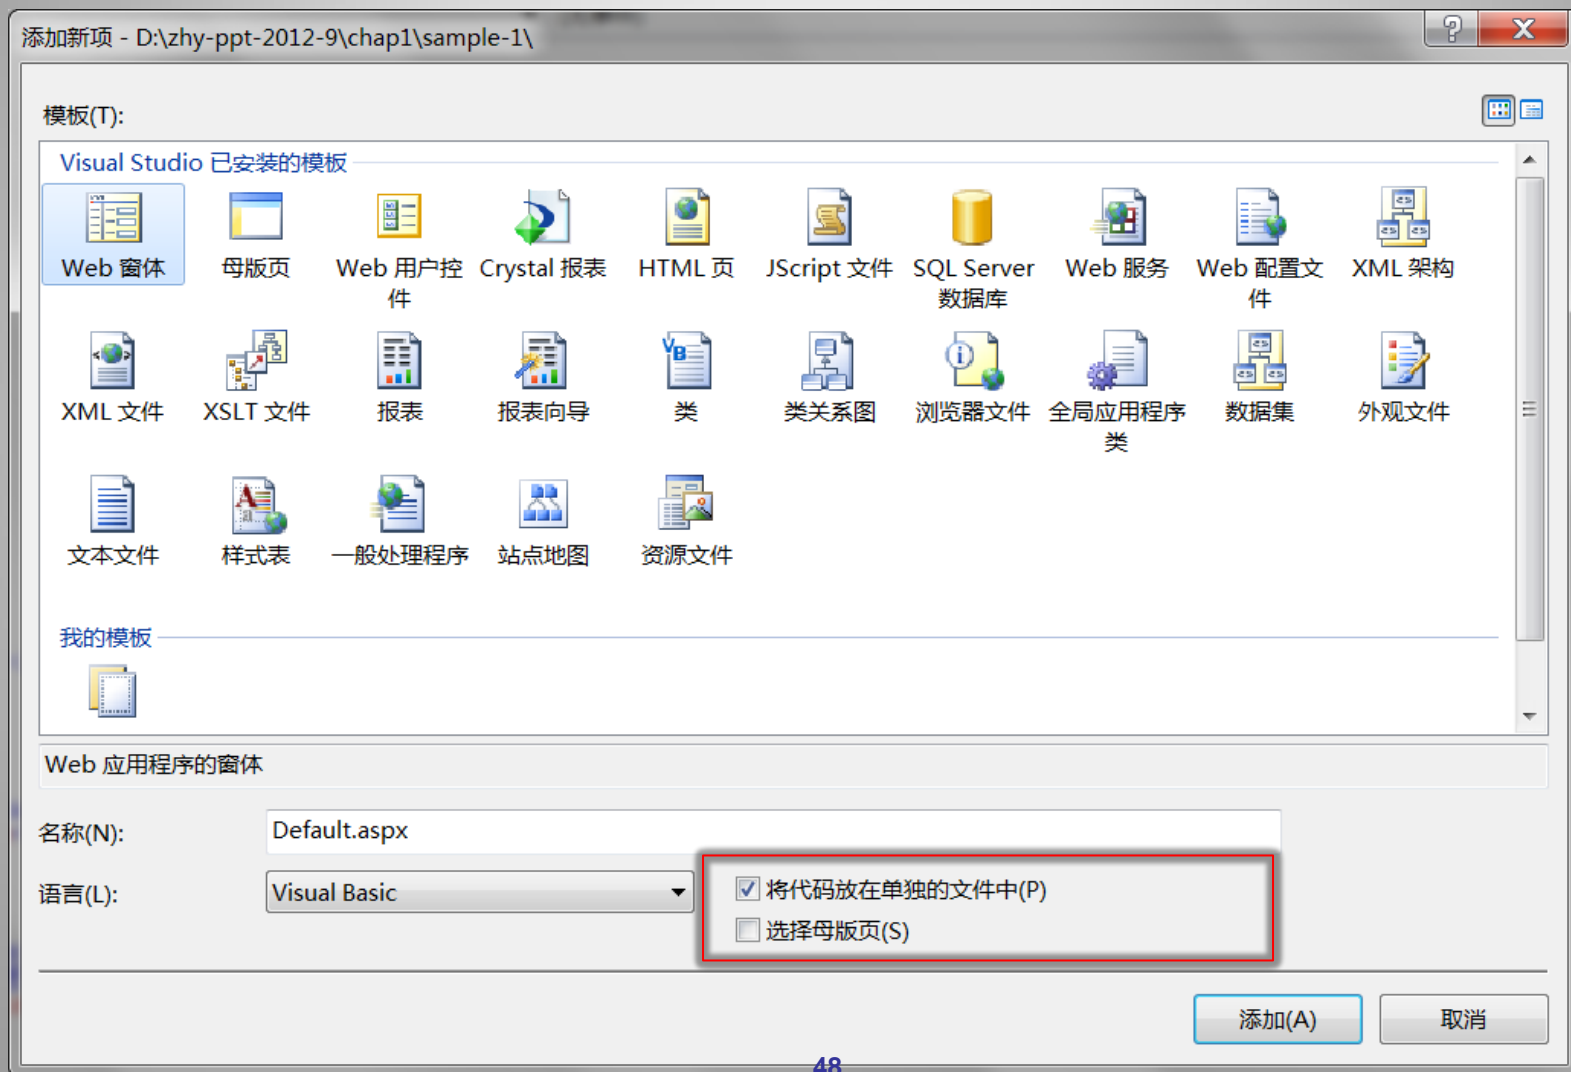 添加新项 - D:\zhy-ppt-2012-9\chap1\sample-1\
模板(T):
Visual Studio 已安装的模板
Web 窗体
母版页
Web 用户控
件
Crystal 报表
HTML 页
JScript 文件
SQL Server
数据库
Web 服务
Web 配置文
件
XML 架构
XML 文件
XSLT 文件
报表
报表向导
类
类关系图
浏览器文件
全局应用程序
类
数据集
外观文件
文本文件
样式表
一般处理程序
站点地图
资源文件
我的模板
Web 应用程序的窗体
名称(N):
Default.aspx
语言(L):
Visual Basic
将代码放在单独的文件中(P)
选择母版页(S)
添加(A)
取消
48